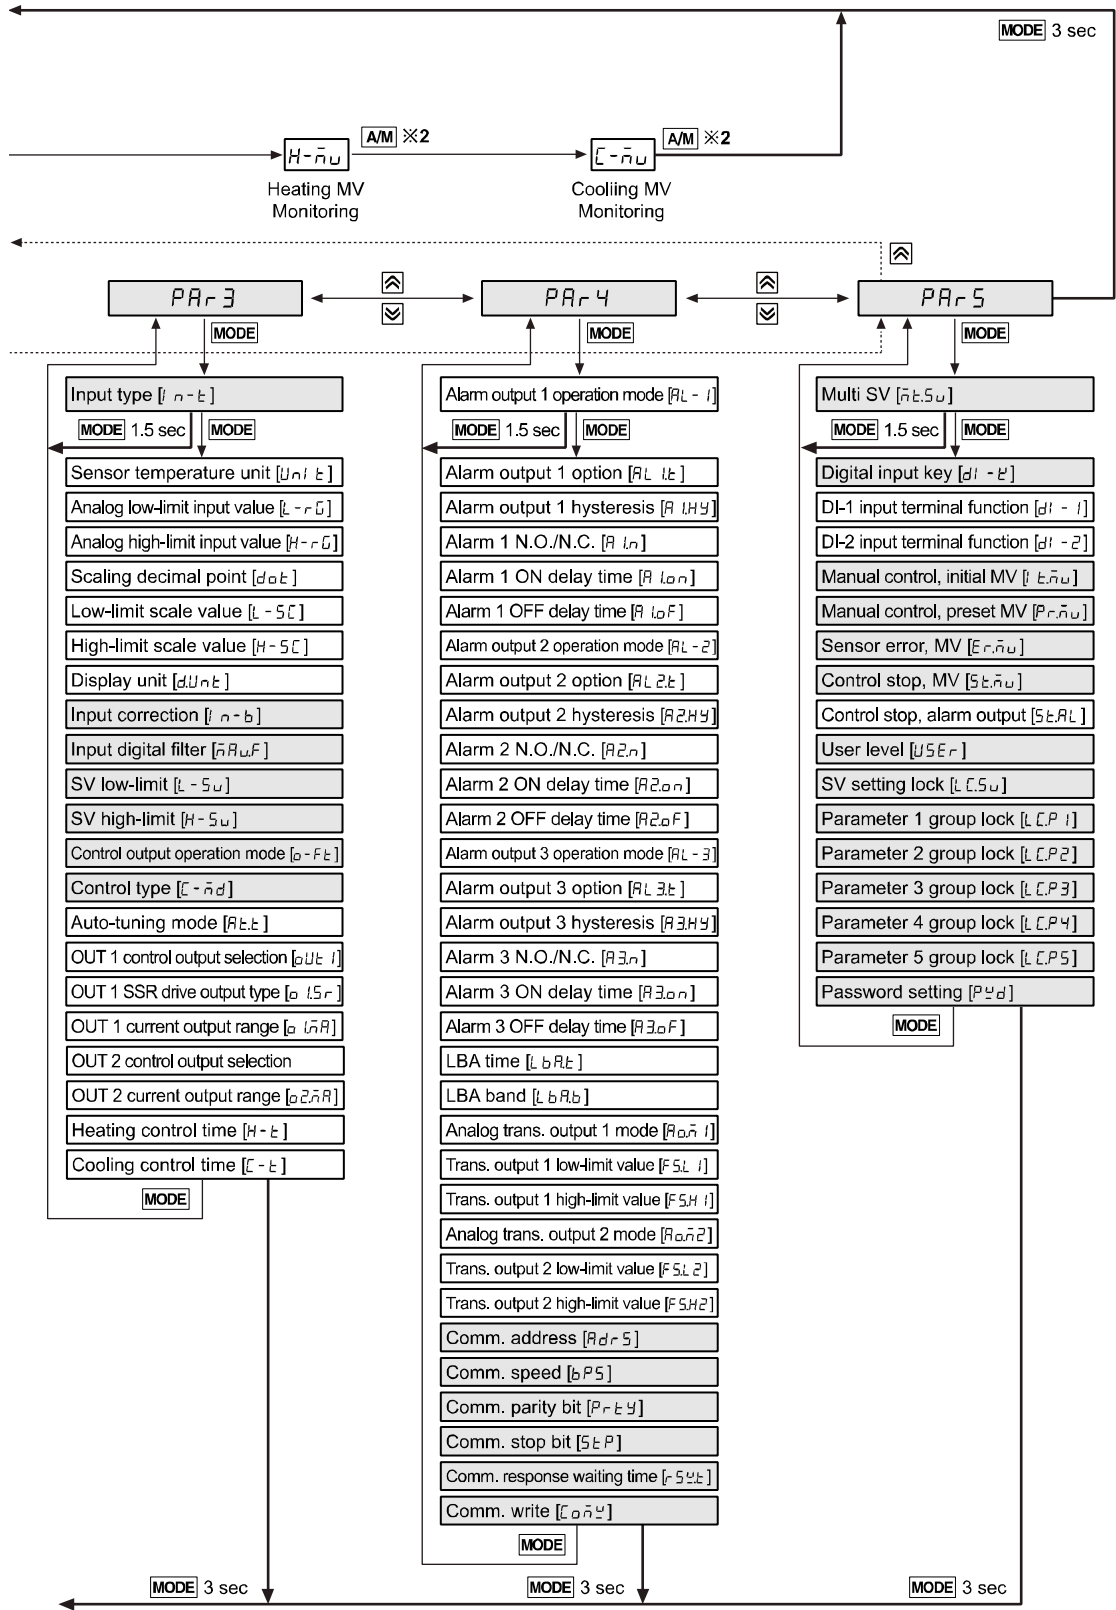 MODE 3 sec
A/M ※2
A/M ※2
H-mv
C-mv
Heating MV
Monitoring
Cooliing MV
Monitoring
PAr3
PAr4
PAr5
MODE
MODE
MODE
Input type [In-t]
MODE 1.5 sec MODE
Sensor temperature unit [UnIt]
Analog low-limit input value [L-rG]
Analog high-limit input value [H-rG]
Scaling decimal point [dot]
Low-limit scale value [L-SC]
High-limit scale value [H-SC]
Display unit [d.Unt]
Input correction [In-b]
Input digital filter [mAv.F]
SV low-limit [L-Sv]
SV high-limit [H-Sv]
Control output operation mode [o-Ft]
Control type [C-md]
Auto-tuning mode [At.t]
OUT 1 control output selection [oUt1]
OUT 1 SSR drive output type [o1.Sr]
OUT 1 current output range [o1.mA]
OUT 2 control output selection
OUT 2 current output range [o2.mA]
Heating control time [H-t]
Cooling control time [C-t]
MODE
Alarm output 1 operation mode [AL-1]
MODE 1.5 sec MODE
Alarm output 1 option [AL1.t]
Alarm output 1 hysteresis [A1.HY]
Alarm 1 N.O./N.C. [A1.n]
Alarm 1 ON delay time [A1.on]
Alarm 1 OFF delay time [A1.oF]
Alarm output 2 operation mode [AL-2]
Alarm output 2 option [AL2.t]
Alarm output 2 hysteresis [A2.HY]
Alarm 2 N.O./N.C. [A2.n]
Alarm 2 ON delay time [A2.on]
Alarm 2 OFF delay time [A2.oF]
Alarm output 3 operation mode [AL-3]
Alarm output 3 option [AL3.t]
Alarm output 3 hysteresis [A3.HY]
Alarm 3 N.O./N.C. [A3.n]
Alarm 3 ON delay time [A3.on]
Alarm 3 OFF delay time [A3.oF]
LBA time [LbA.t]
LBA band [LbA.b]
Analog trans. output 1 mode [Ao.m1]
Trans. output 1 low-limit value [FS.L1]
Trans. output 1 high-limit value [FS.H1]
Analog trans. output 2 mode [Ao.m2]
Trans. output 2 low-limit value [FS.L2]
Trans. output 2 high-limit value [FS.H2]
Comm. address [AdrS]
Comm. speed [bPS]
Comm. parity bit [PrtY]
Comm. stop bit [StP]
Comm. response waiting time [rSW.t]
Comm. write [ComW]
MODE
Multi SV [mt.Sv]
MODE 1.5 sec MODE
Digital input key [dI-K]
DI-1 input terminal function [dI-1]
DI-2 input terminal function [dI-2]
Manual control, initial MV [It.mv]
Manual control, preset MV [Pr.mv]
Sensor error, MV [Er.mv]
Control stop, MV [St.mv]
Control stop, alarm output [St.AL]
User level [USEr]
SV setting lock [LC.Sv]
Parameter 1 group lock [LC.P1]
Parameter 2 group lock [LC.P2]
Parameter 3 group lock [LC.P3]
Parameter 4 group lock [LC.P4]
Parameter 5 group lock [LC.P5]
Password setting [PWd]
MODE
MODE 3 sec
MODE 3 sec
MODE 3 sec